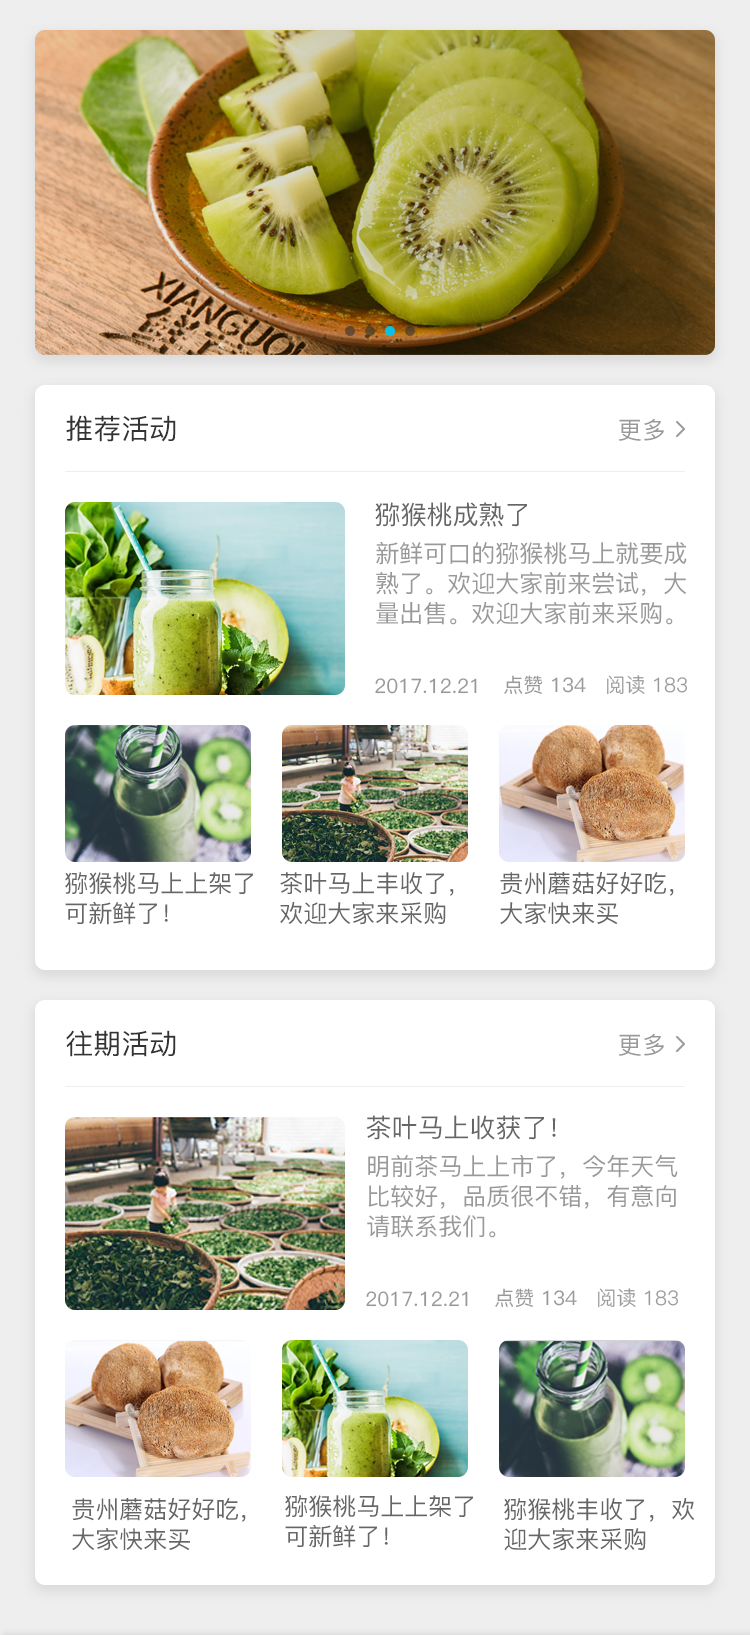 XIANGUOL
推荐活动
更多
猕猴桃成熟了
新鲜可口的猕猴桃马上就要成
熟了。欢迎大家前来尝试，大
量出售。欢迎大家前来采购。
2017.12.21 点赞 134 阅读 183
猕猴桃马上上架了
可新鲜了！
茶叶马上丰收了，
欢迎大家来采购
贵州蘑菇好好吃，
大家快来买
往期活动
更多
茶叶马上收获了！
明前茶马上上市了，今年天气
比较好，品质很不错，有意向
请联系我们。
2017.12.21 点赞 134 阅读 183
贵州蘑菇好好吃，
大家快来买
猕猴桃马上上架了
可新鲜了！
猕猴桃丰收了，欢
迎大家来采购